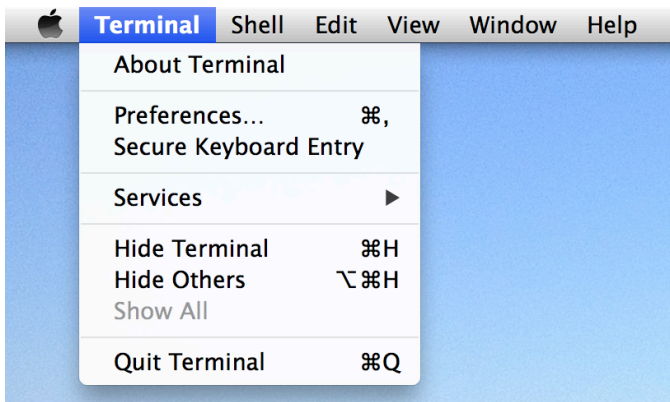 Terminal Shell Edit View Window Help
About Terminal
Preferences… ⌘,
Secure Keyboard Entry
Services ▶
Hide Terminal ⌘H
Hide Others ⌥⌘H
Show All
Quit Terminal ⌘Q